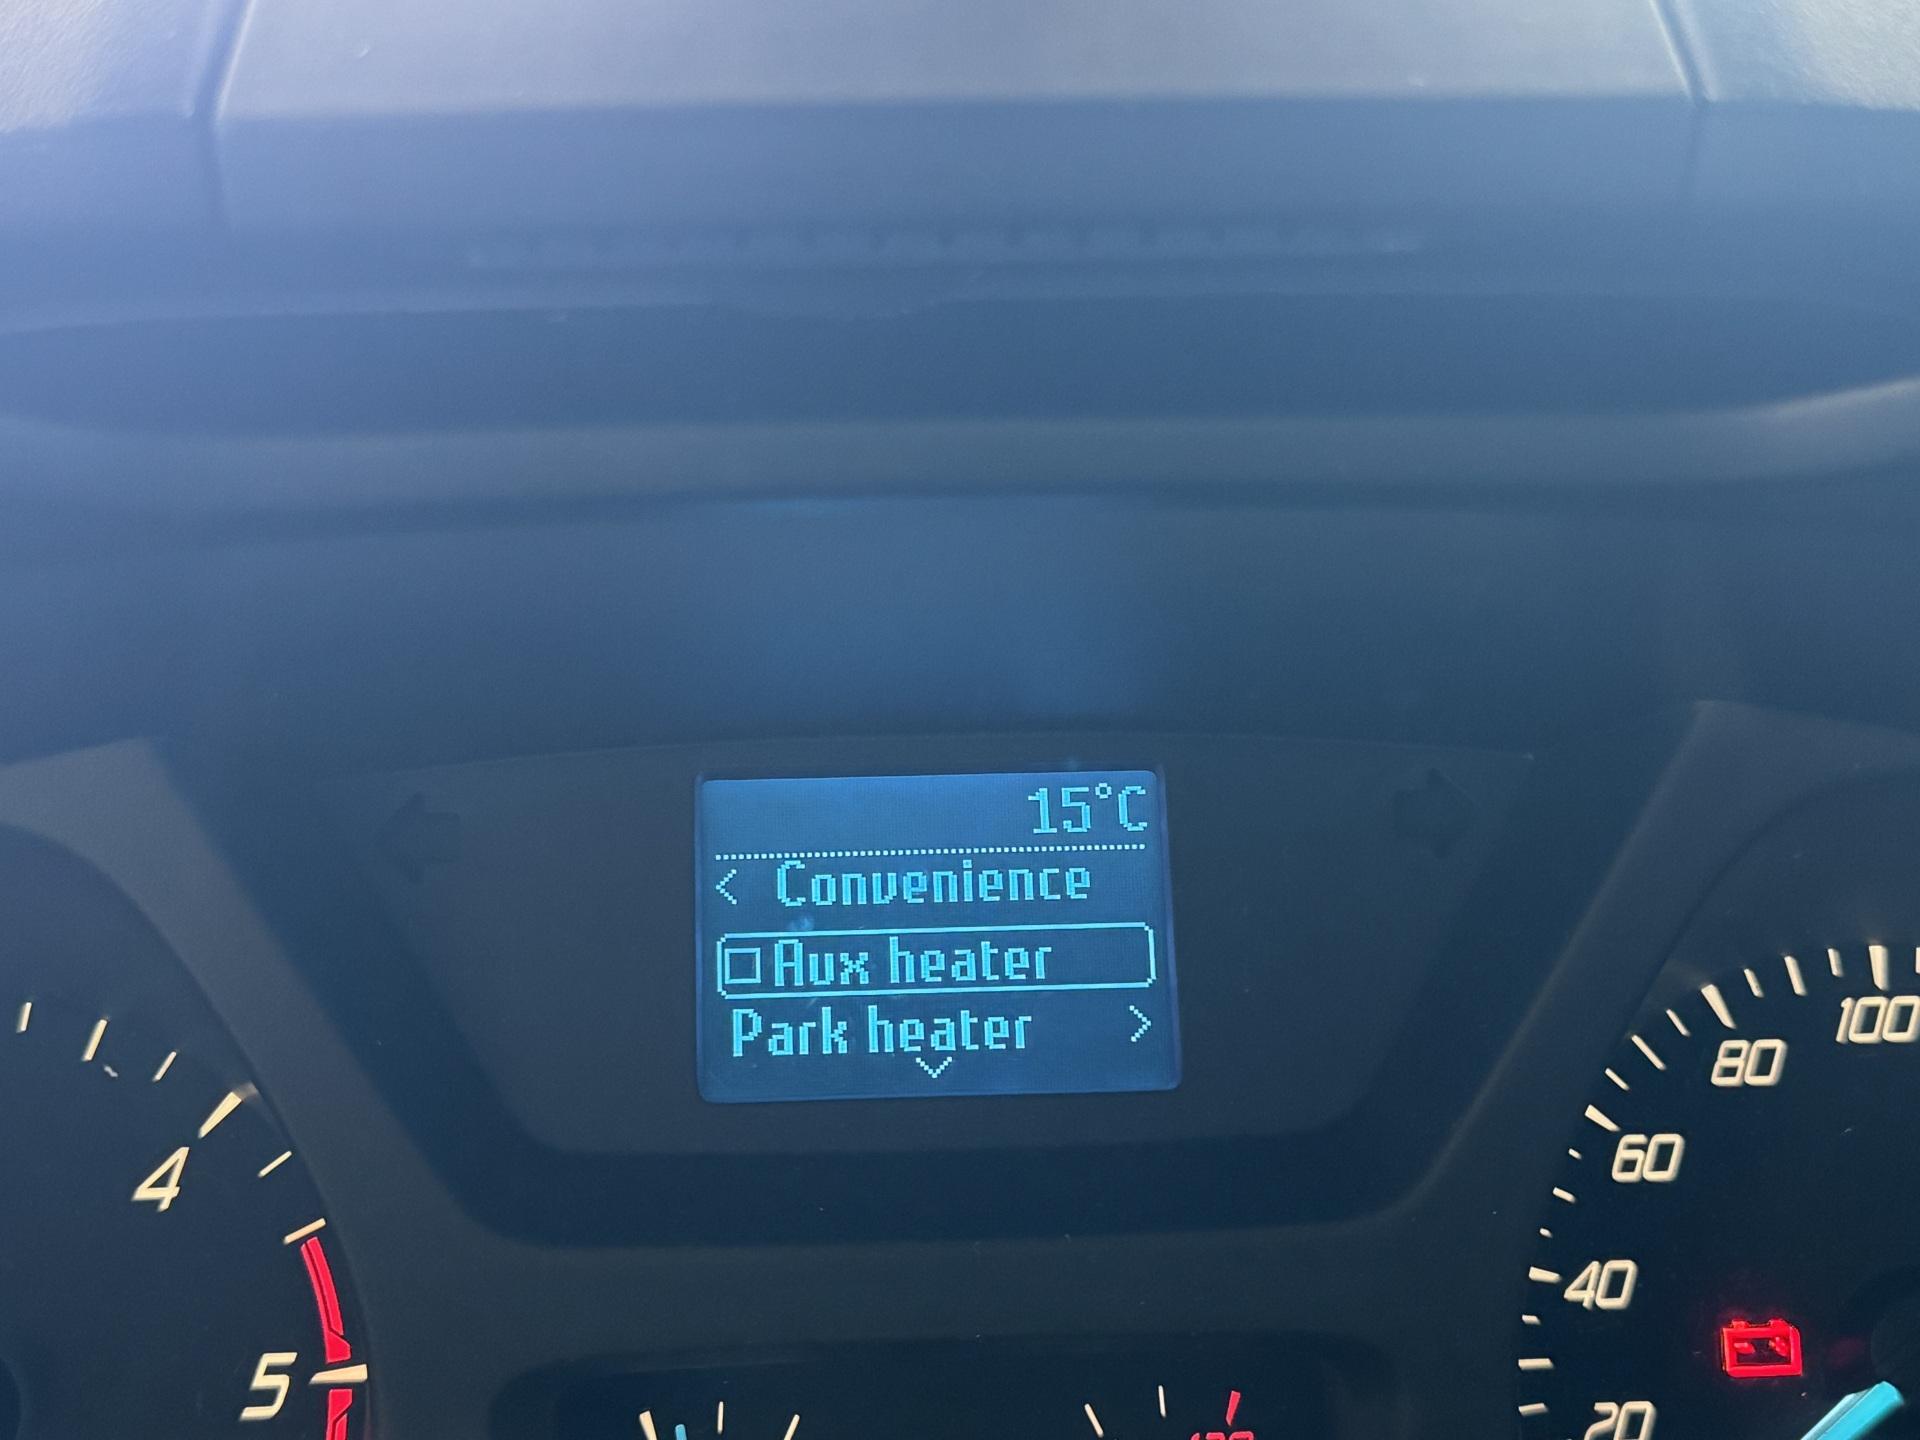 15°C
Convenience
Aux heater
Park heater
4
5
100
80
60
40
20